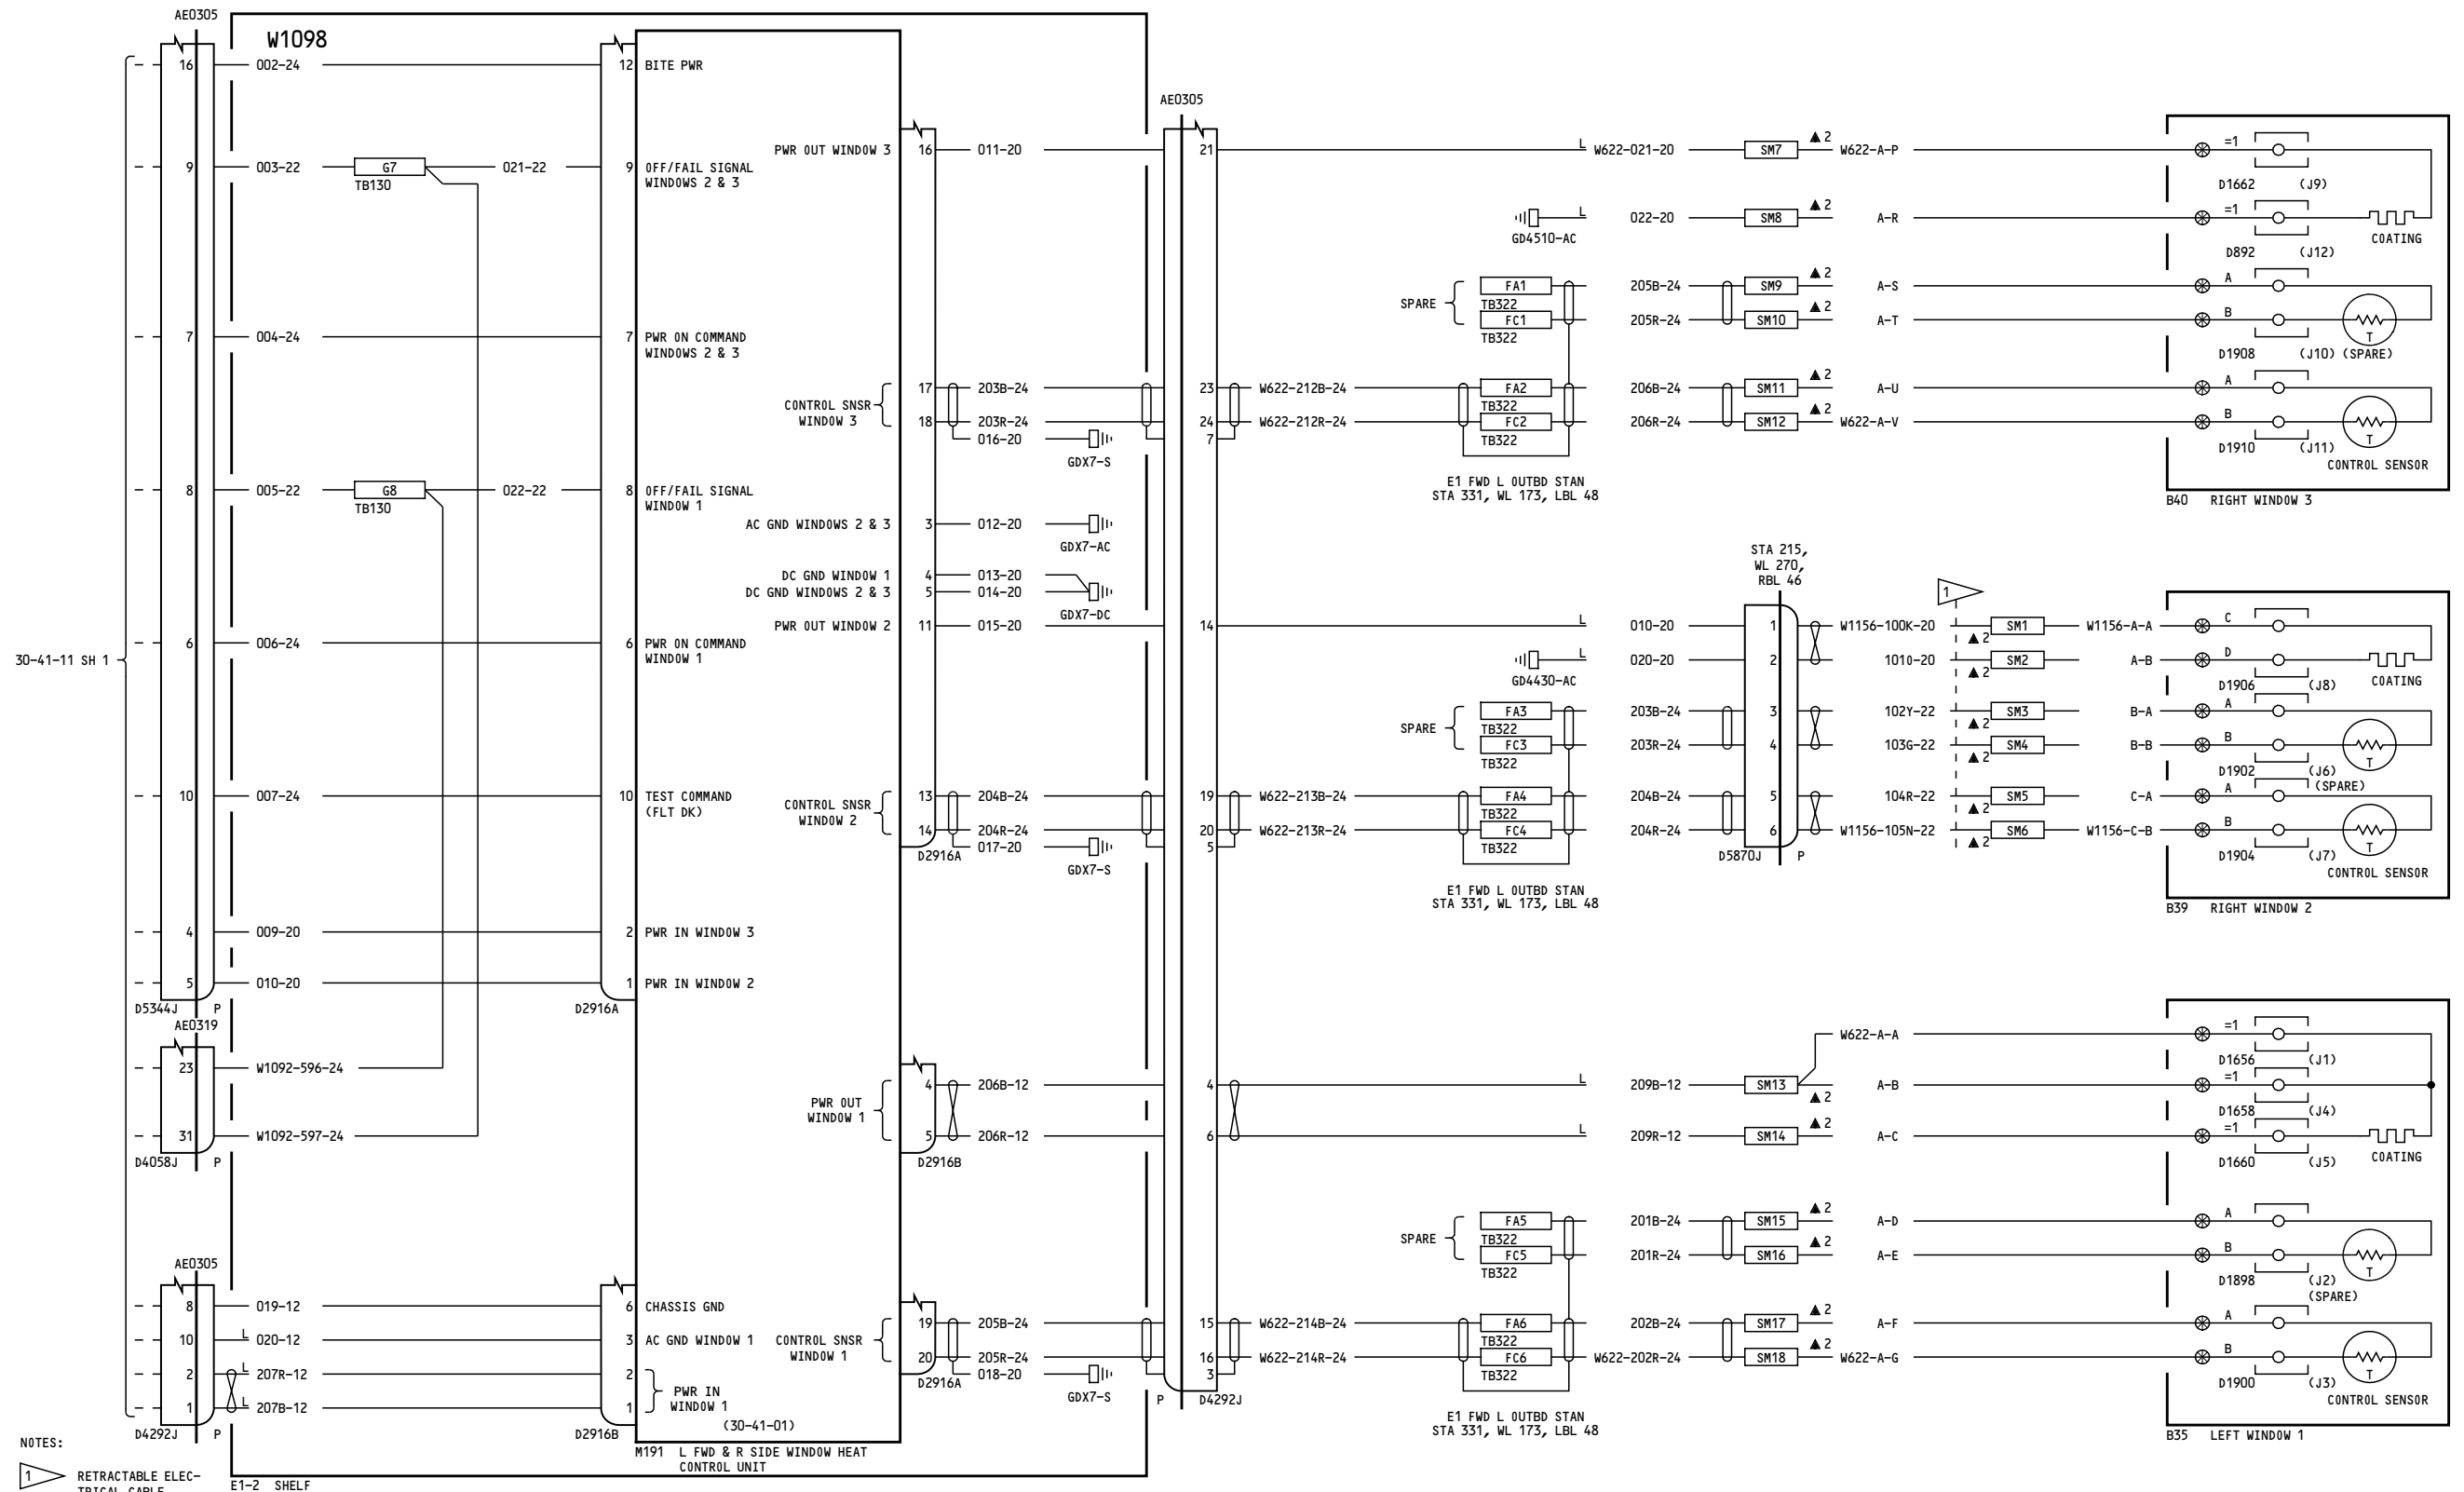 AE0305
W1098
16
002-24
12
BITE PWR
AE0305
PWR OUT WINDOW 3
16
011-20
21
L
W622-021-20
SM7
2
W622-A-P
=1
D1662
(J9)
9
003-22
G7
TB130
021-22
9
OFF/FAIL SIGNAL
WINDOWS 2 & 3
GD4510-AC
L
022-20
SM8
2
A-R
=1
D892
(J12)
COATING
SPARE
FA1
TB322
FC1
TB322
205B-24
205R-24
SM9
2
SM10
2
A-S
A-T
A
B
D1908
(J10)
(SPARE)
T
7
004-24
7
PWR ON COMMAND
WINDOWS 2 & 3
CONTROL SNSR
WINDOW 3
17
203B-24
18
203R-24
016-20
GDX7-S
23
W622-212B-24
24
W622-212R-24
7
FA2
TB322
FC2
TB322
206B-24
206R-24
SM11
2
SM12
2
A-U
W622-A-V
A
B
D1910
(J11)
T
CONTROL SENSOR
E1 FWD L OUTBD STAN
STA 331, WL 173, LBL 48
B40 RIGHT WINDOW 3
8
005-22
G8
TB130
022-22
8
OFF/FAIL SIGNAL
WINDOW 1
AC GND WINDOWS 2 & 3
3
012-20
GDX7-AC
DC GND WINDOW 1
4
013-20
DC GND WINDOWS 2 & 3
5
014-20
GDX7-DC
STA 215,
WL 270,
RBL 46
1
PWR OUT WINDOW 2
11
015-20
14
L
010-20
1
W1156-100K-20
2
SM1
W1156-A-A
C
30-41-11 SH 1
6
006-24
6
PWR ON COMMAND
WINDOW 1
GD4430-AC
L
020-20
2
1010-20
2
SM2
A-B
D
D1906
(J8)
COATING
SPARE
FA3
TB322
FC3
TB322
203B-24
203R-24
3
4
102Y-22
103G-22
2
SM3
2
SM4
B-A
B-B
A
B
D1902
(J6)
(SPARE)
T
10
007-24
10
TEST COMMAND
(FLT DK)
CONTROL SNSR
WINDOW 2
13
204B-24
14
204R-24
017-20
D2916A
GDX7-S
19
W622-213B-24
20
W622-213R-24
5
FA4
TB322
FC4
TB322
204B-24
204R-24
5
6
D5870J
P
104R-22
W1156-105N-22
2
SM5
2
SM6
C-A
W1156-C-B
A
B
D1904
(J7)
T
CONTROL SENSOR
E1 FWD L OUTBD STAN
STA 331, WL 173, LBL 48
B39 RIGHT WINDOW 2
4
009-20
2
PWR IN WINDOW 3
5
010-20
1
PWR IN WINDOW 2
D5344J
P
D2916A
AE0319
23
W1092-596-24
31
W1092-597-24
D4058J
P
PWR OUT
WINDOW 1
4
206B-12
5
206R-12
D2916B
4
6
L
209B-12
L
209R-12
SM13
2
SM14
2
W622-A-A
A-B
A-C
=1
D1656
(J1)
=1
D1658
(J4)
=1
D1660
(J5)
COATING
SPARE
FA5
TB322
FC5
TB322
201B-24
201R-24
SM15
2
SM16
2
A-D
A-E
A
B
D1898
(J2)
(SPARE)
T
AE0305
8
019-12
6
CHASSIS GND
10
L
020-12
3
AC GND WINDOW 1
2
L
207R-12
2
1
L
207B-12
1
PWR IN
WINDOW 1
D4292J
P
D2916B
(30-41-01)
CONTROL SNSR
WINDOW 1
19
205B-24
20
205R-24
018-20
D2916A
GDX7-S
15
W622-214B-24
16
W622-214R-24
3
P
D4292J
FA6
TB322
FC6
TB322
202B-24
W622-202R-24
SM17
2
SM18
2
A-F
W622-A-G
A
B
D1900
(J3)
T
CONTROL SENSOR
E1 FWD L OUTBD STAN
STA 331, WL 173, LBL 48
B35 LEFT WINDOW 1
M191 L FWD & R SIDE WINDOW HEAT
CONTROL UNIT
E1-2 SHELF
NOTES:
1
RETRACTABLE ELEC-
TRICAL CABLE